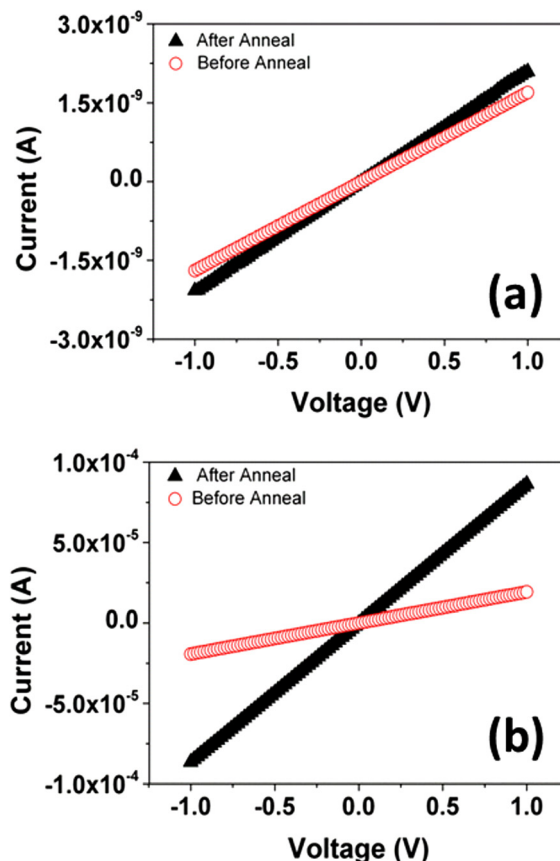 3.0x10⁻⁹
After Anneal
Before Anneal
1.5x10⁻⁹
0.0
-1.5x10⁻⁹
-3.0x10⁻⁹
Current (A)
(a)
-1.0 -0.5 0.0 0.5 1.0
Voltage (V)
1.0x10⁻⁴
After Anneal
Before Anneal
5.0x10⁻⁵
0.0
-5.0x10⁻⁵
-1.0x10⁻⁴
Current (A)
(b)
-1.0 -0.5 0.0 0.5 1.0
Voltage (V)